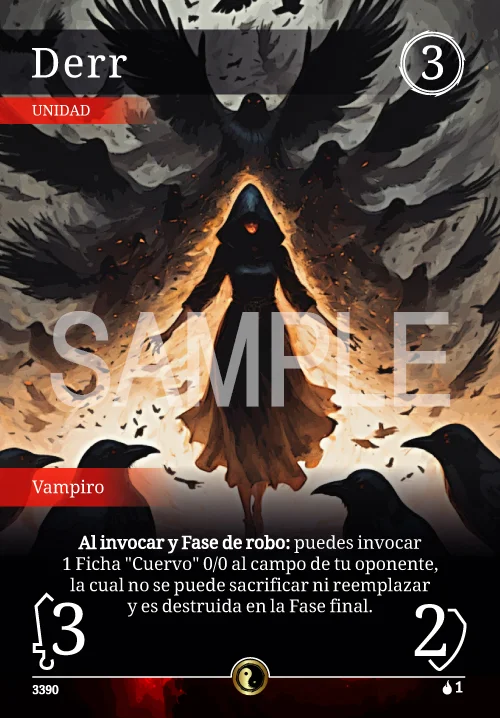 Derr
3
UNIDAD
SAMPLE
Vampiro
Al invocar y Fase de robo: puedes invocar
1 Ficha "Cuervo" 0/0 al campo de tu oponente,
la cual no se puede sacrificar ni reemplazar
y es destruida en la Fase final.
3
2
3390
1